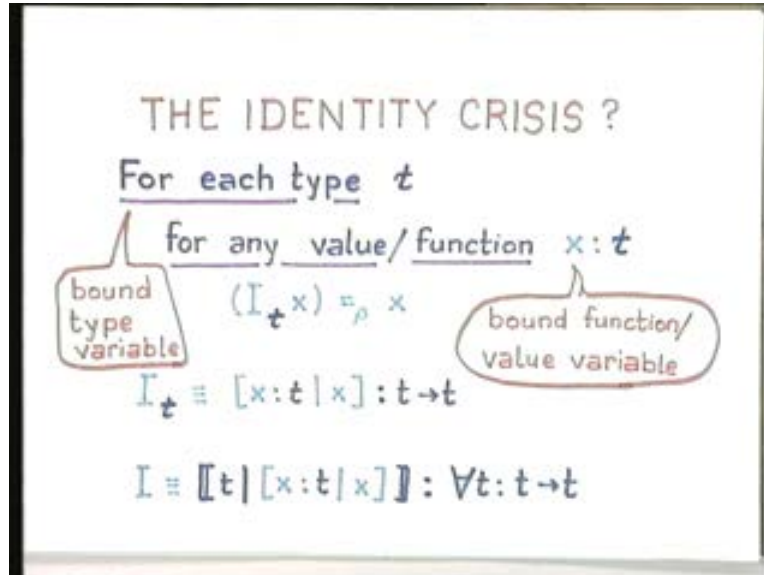 THE IDENTITY CRISIS ?
For each type t
for any value/function x : t
bound
type
variable
(I_t x) =ᵨ x
bound function/
value variable
I_t ≡ [x : t | x] : t → t
I ≡ ⟦t | [x : t | x]⟧ : ∀t : t → t